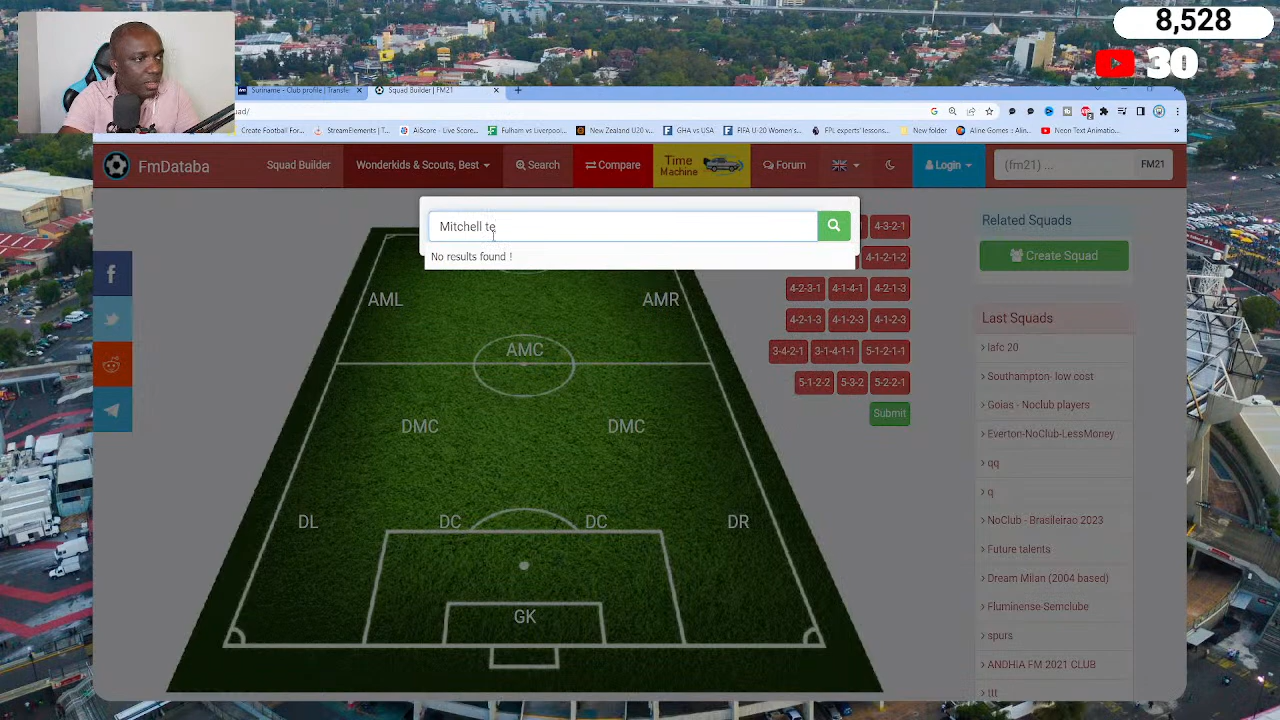 8,528
30
Suriname - Club profile | Transfe
Squad Builder | FM21
ad/
Create Football For...
StreamElements | T...
AiScore - Live Score...
Fulham vs Liverpool...
New Zealand U20 v...
GHA vs USA
FIFA U-20 Women's...
FPL experts' lessons...
New folder
Aline Games :: Alin...
Neon Text Animatio...
FmDataba
Squad Builder
Wonderkids & Scouts, Best
Search
Compare
Time
Machine
Forum
Login
(fm21) ...
FM21
Mitchell te
No results found !
4-3-2-1
4-1-2-1-2
4-2-3-1
4-1-4-1
4-2-1-3
4-2-1-3
4-1-2-3
4-1-2-3
3-4-2-1
3-1-4-1-1
5-1-2-1-1
5-1-2-2
5-3-2
5-2-2-1
Submit
AML
AMR
AMC
DMC
DMC
DL
DC
DC
DR
GK
Related Squads
Create Squad
Last Squads
lafc 20
Southampton- low cost
Goias - Noclub players
Everton-NoClub-LessMoney
qq
q
NoClub - Brasileirao 2023
Future talents
Dream Milan (2004 based)
Fluminense-Semclube
spurs
ANDHIA FM 2021 CLUB
ttt